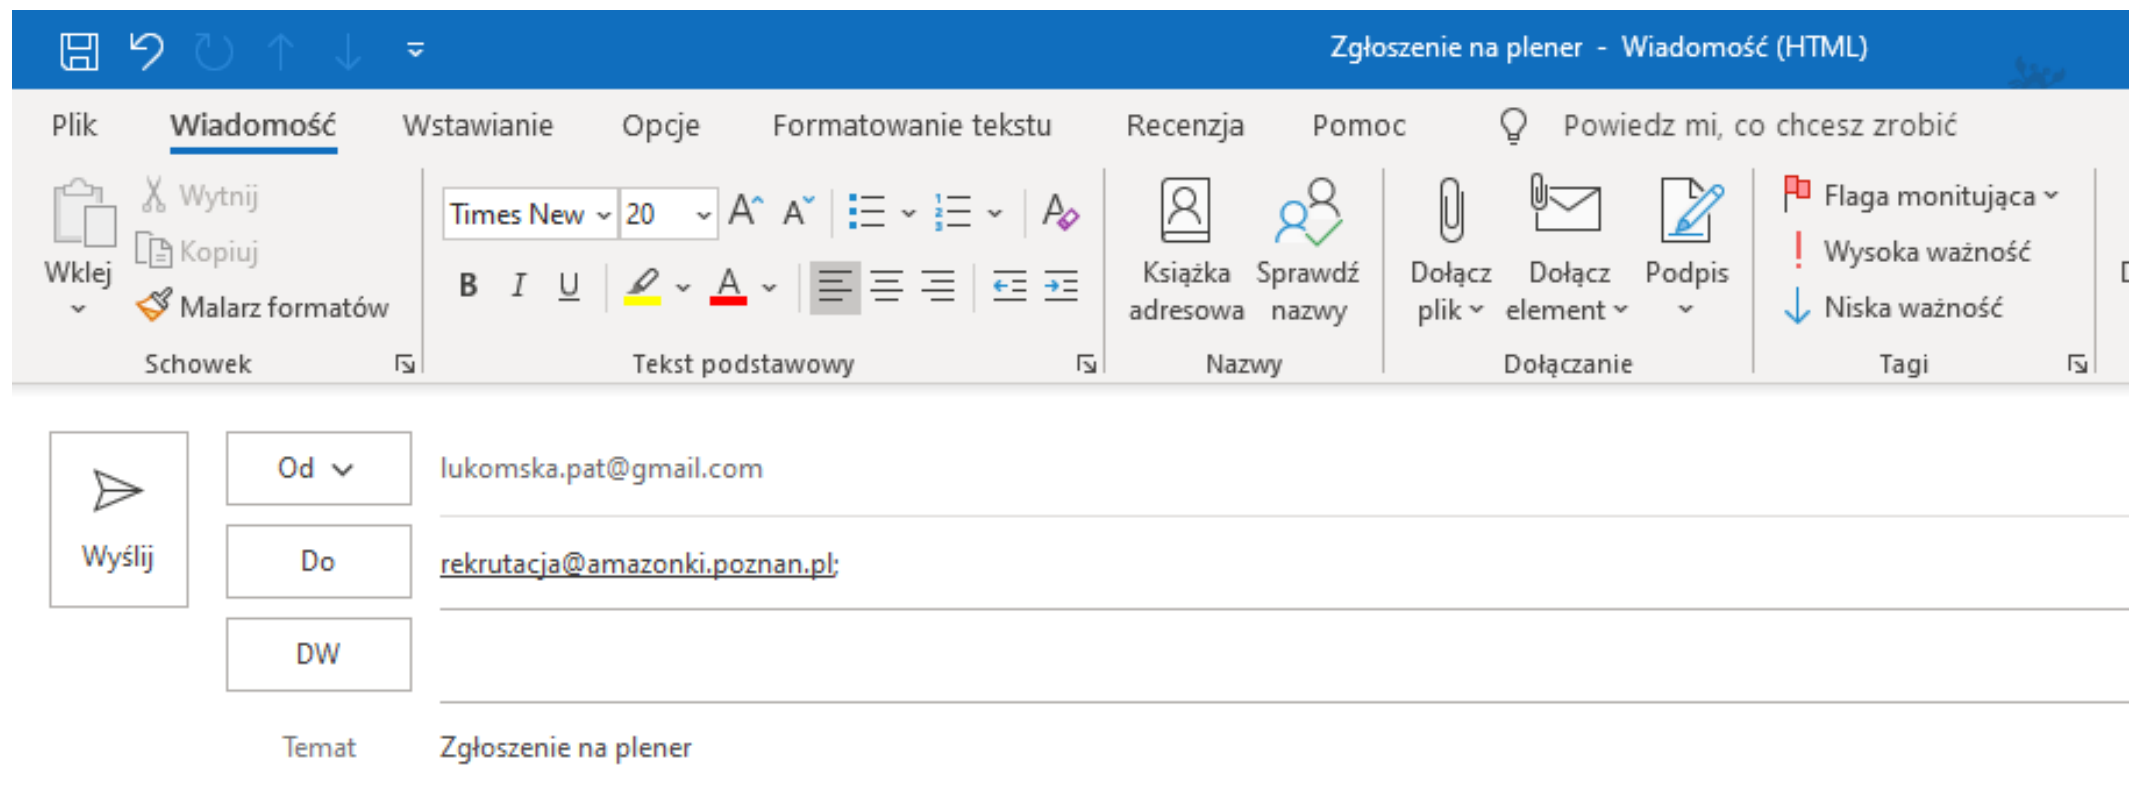 Zgłoszenie na plener - Wiadomość (HTML)
Plik Wiadomość Wstawianie Opcje Formatowanie tekstu Recenzja Pomoc Powiedz mi, co chcesz zrobić
Wklej
Wytnij
Kopiuj
Malarz formatów
Schowek
Times New 20
B I U A
Tekst podstawowy
Książka adresowa
Sprawdź nazwy
Nazwy
Dołącz plik
Dołącz element
Podpis
Dołączanie
Flaga monitująca
Wysoka ważność
Niska ważność
Tagi
Wyślij
Od lukomska.pat@gmail.com
Do rekrutacja@amazonki.poznan.pl;
DW
Temat Zgłoszenie na plener